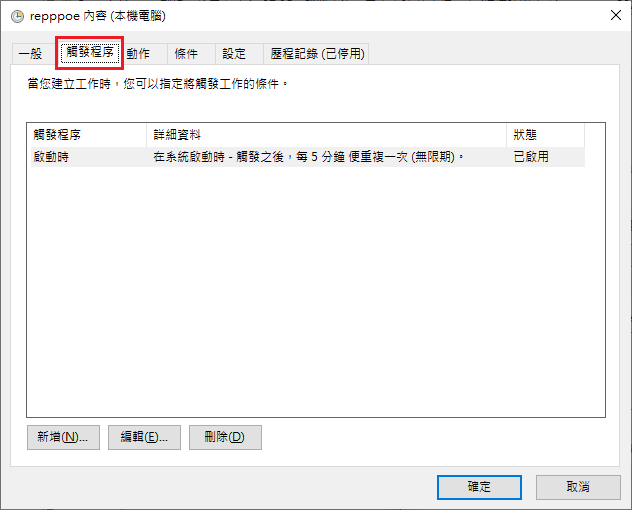 repppoe 內容 (本機電腦)
一般 觸發程序 動作 條件 設定 歷程記錄 (已停用)
當您建立工作時，您可以指定將觸發工作的條件。
觸發程序 詳細資料 狀態
啟動時 在系統啟動時 - 觸發之後，每 5 分鐘 便重複一次 (無限期)。 已啟用
新增(N)... 編輯(E)... 刪除(D)
確定 取消